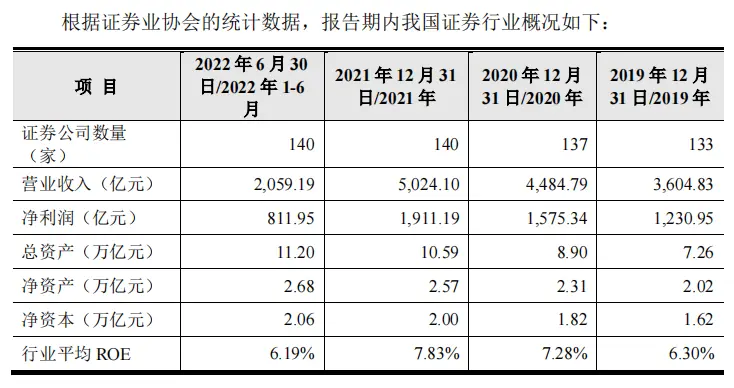 根据证券业协会的统计数据，报告期内我国证券行业概况如下：
项 目 2022 年 6 月 30 日/2022 年 1-6 月 2021 年 12 月 31 日/2021 年 2020 年 12 月 31 日/2020 年 2019 年 12 月 31 日/2019 年
证券公司数量（家） 140 140 137 133
营业收入（亿元） 2,059.19 5,024.10 4,484.79 3,604.83
净利润（亿元） 811.95 1,911.19 1,575.34 1,230.95
总资产（万亿元） 11.20 10.59 8.90 7.26
净资产（万亿元） 2.68 2.57 2.31 2.02
净资本（万亿元） 2.06 2.00 1.82 1.62
行业平均 ROE 6.19% 7.83% 7.28% 6.30%